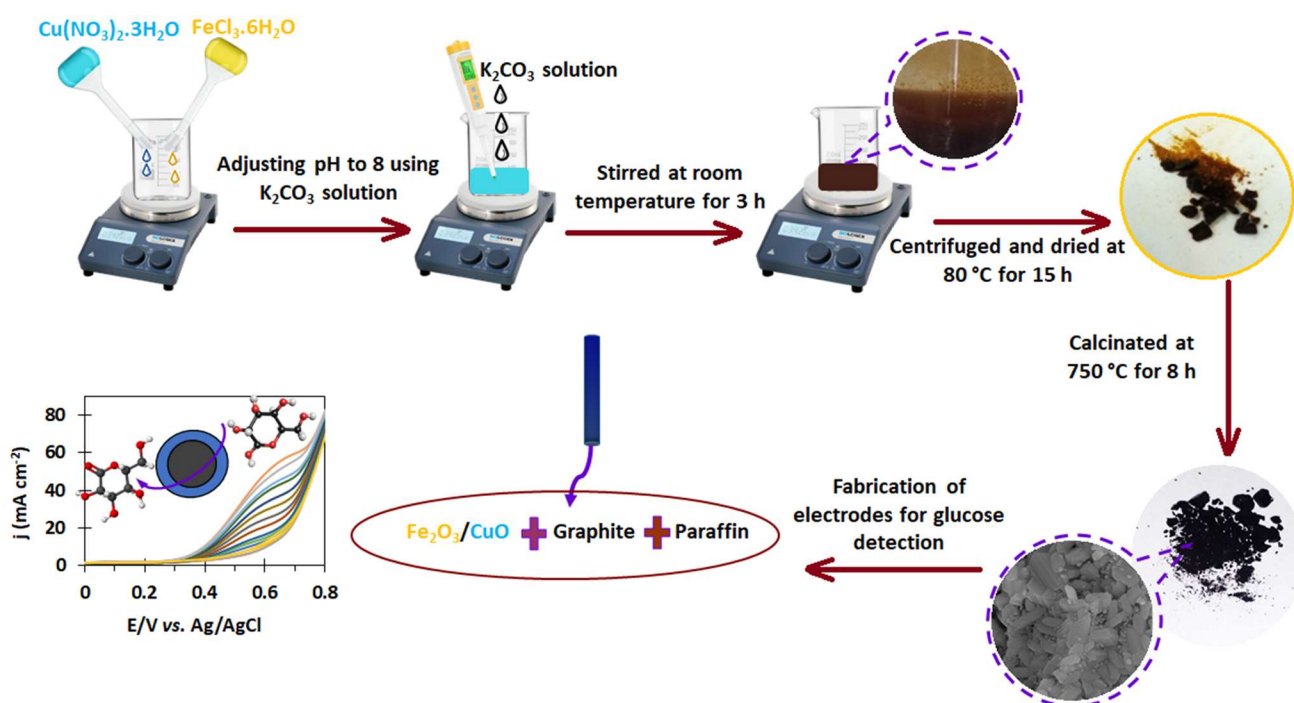 Cu(NO₃)₂.3H₂O
FeCl₃.6H₂O
Adjusting pH to 8 using
K₂CO₃ solution
K₂CO₃ solution
Stirred at room
temperature for 3 h
Centrifuged and dried at
80 °C for 15 h
Calcinated at
750 °C for 8 h
Fabrication of
electrodes for glucose
detection
Fe₂O₃/CuO + Graphite + Paraffin
j (mA cm⁻²)
80
60
40
20
0
0 0.2 0.4 0.6 0.8
E/V vs. Ag/AgCl